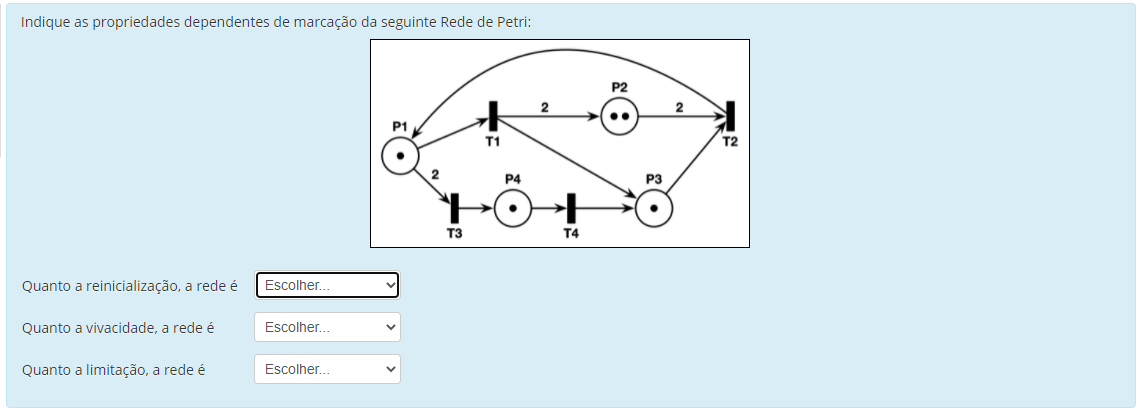 Indique as propriedades dependentes de marcação da seguinte Rede de Petri:
P2
2
2
P1
T1
T2
2
P4
P3
T3
T4
Quanto a reinicialização, a rede é Escolher...
Quanto a vivacidade, a rede é Escolher...
Quanto a limitação, a rede é Escolher...